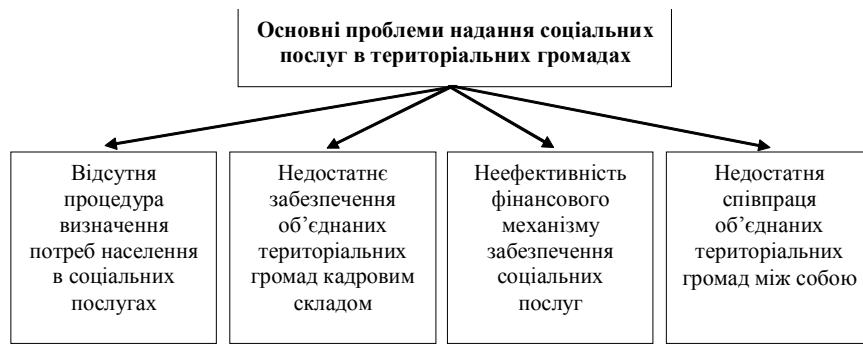 Основні проблеми надання соціальних
послуг в територіальних громадах
Відсутня
процедура
визначення
потреб населення
в соціальних
послугах
Недостатнє
забезпечення
об’єднаних
територіальних
громад кадровим
складом
Неефективність
фінансового
механізму
забезпечення
соціальних
послуг
Недостатня
співпраця
об’єднаних
територіальних
громад між собою